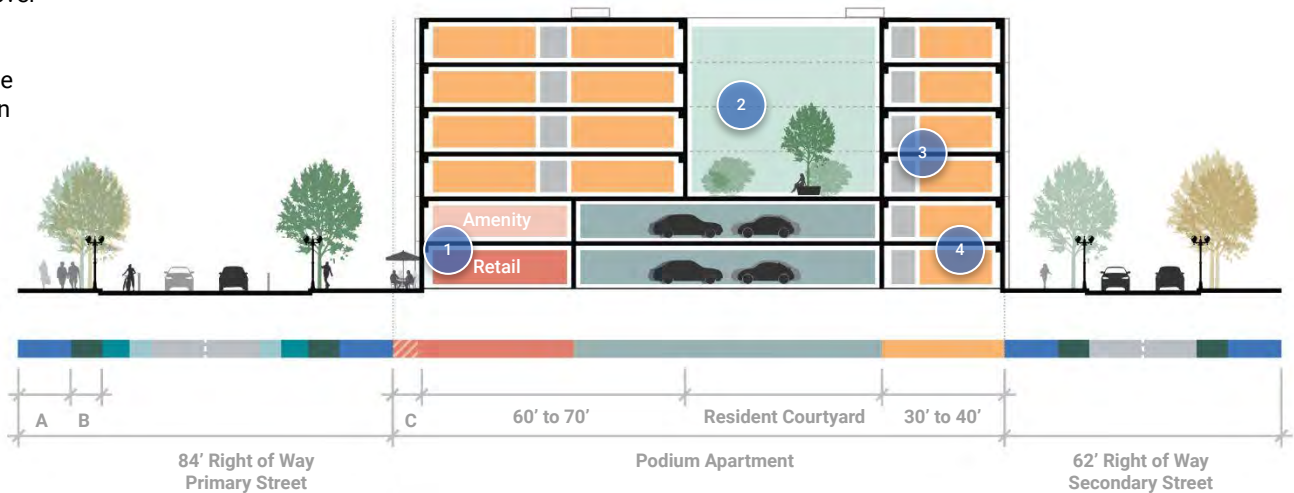 e
n
2
3
Amenity
1
Retail
4
A
B
C
60’ to 70’
Resident Courtyard
30’ to 40’
84’ Right of Way
Primary Street
Podium Apartment
62’ Right of Way
Secondary Street